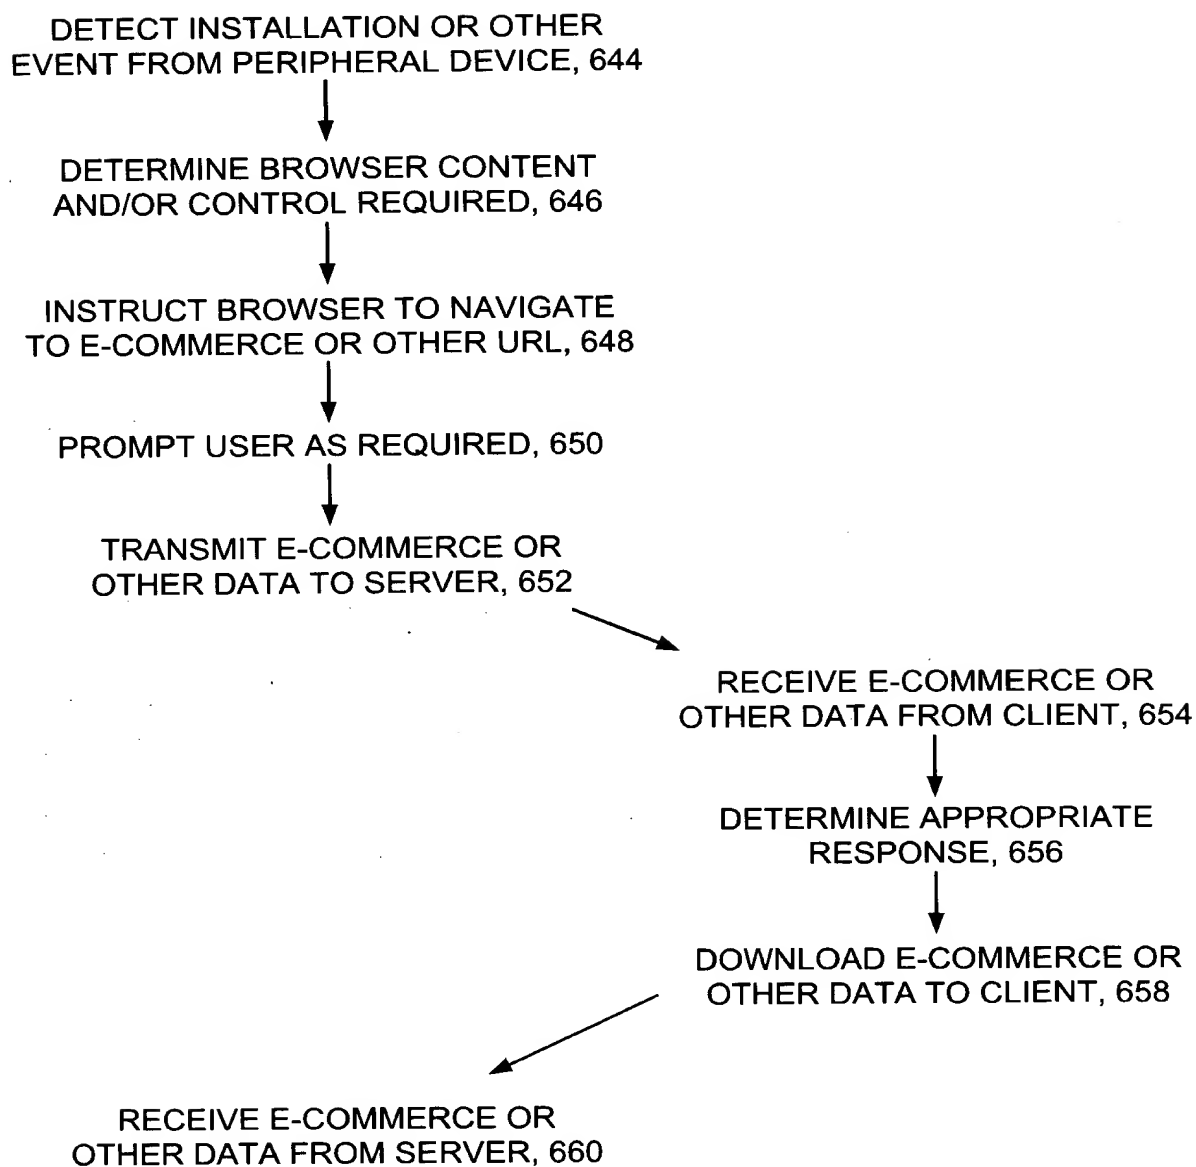 DETECT INSTALLATION OR OTHER
EVENT FROM PERIPHERAL DEVICE, 644
DETERMINE BROWSER CONTENT
AND/OR CONTROL REQUIRED, 646
INSTRUCT BROWSER TO NAVIGATE
TO E-COMMERCE OR OTHER URL, 648
PROMPT USER AS REQUIRED, 650
TRANSMIT E-COMMERCE OR
OTHER DATA TO SERVER, 652
RECEIVE E-COMMERCE OR
OTHER DATA FROM CLIENT, 654
DETERMINE APPROPRIATE
RESPONSE, 656
DOWNLOAD E-COMMERCE OR
OTHER DATA TO CLIENT, 658
RECEIVE E-COMMERCE OR
OTHER DATA FROM SERVER, 660